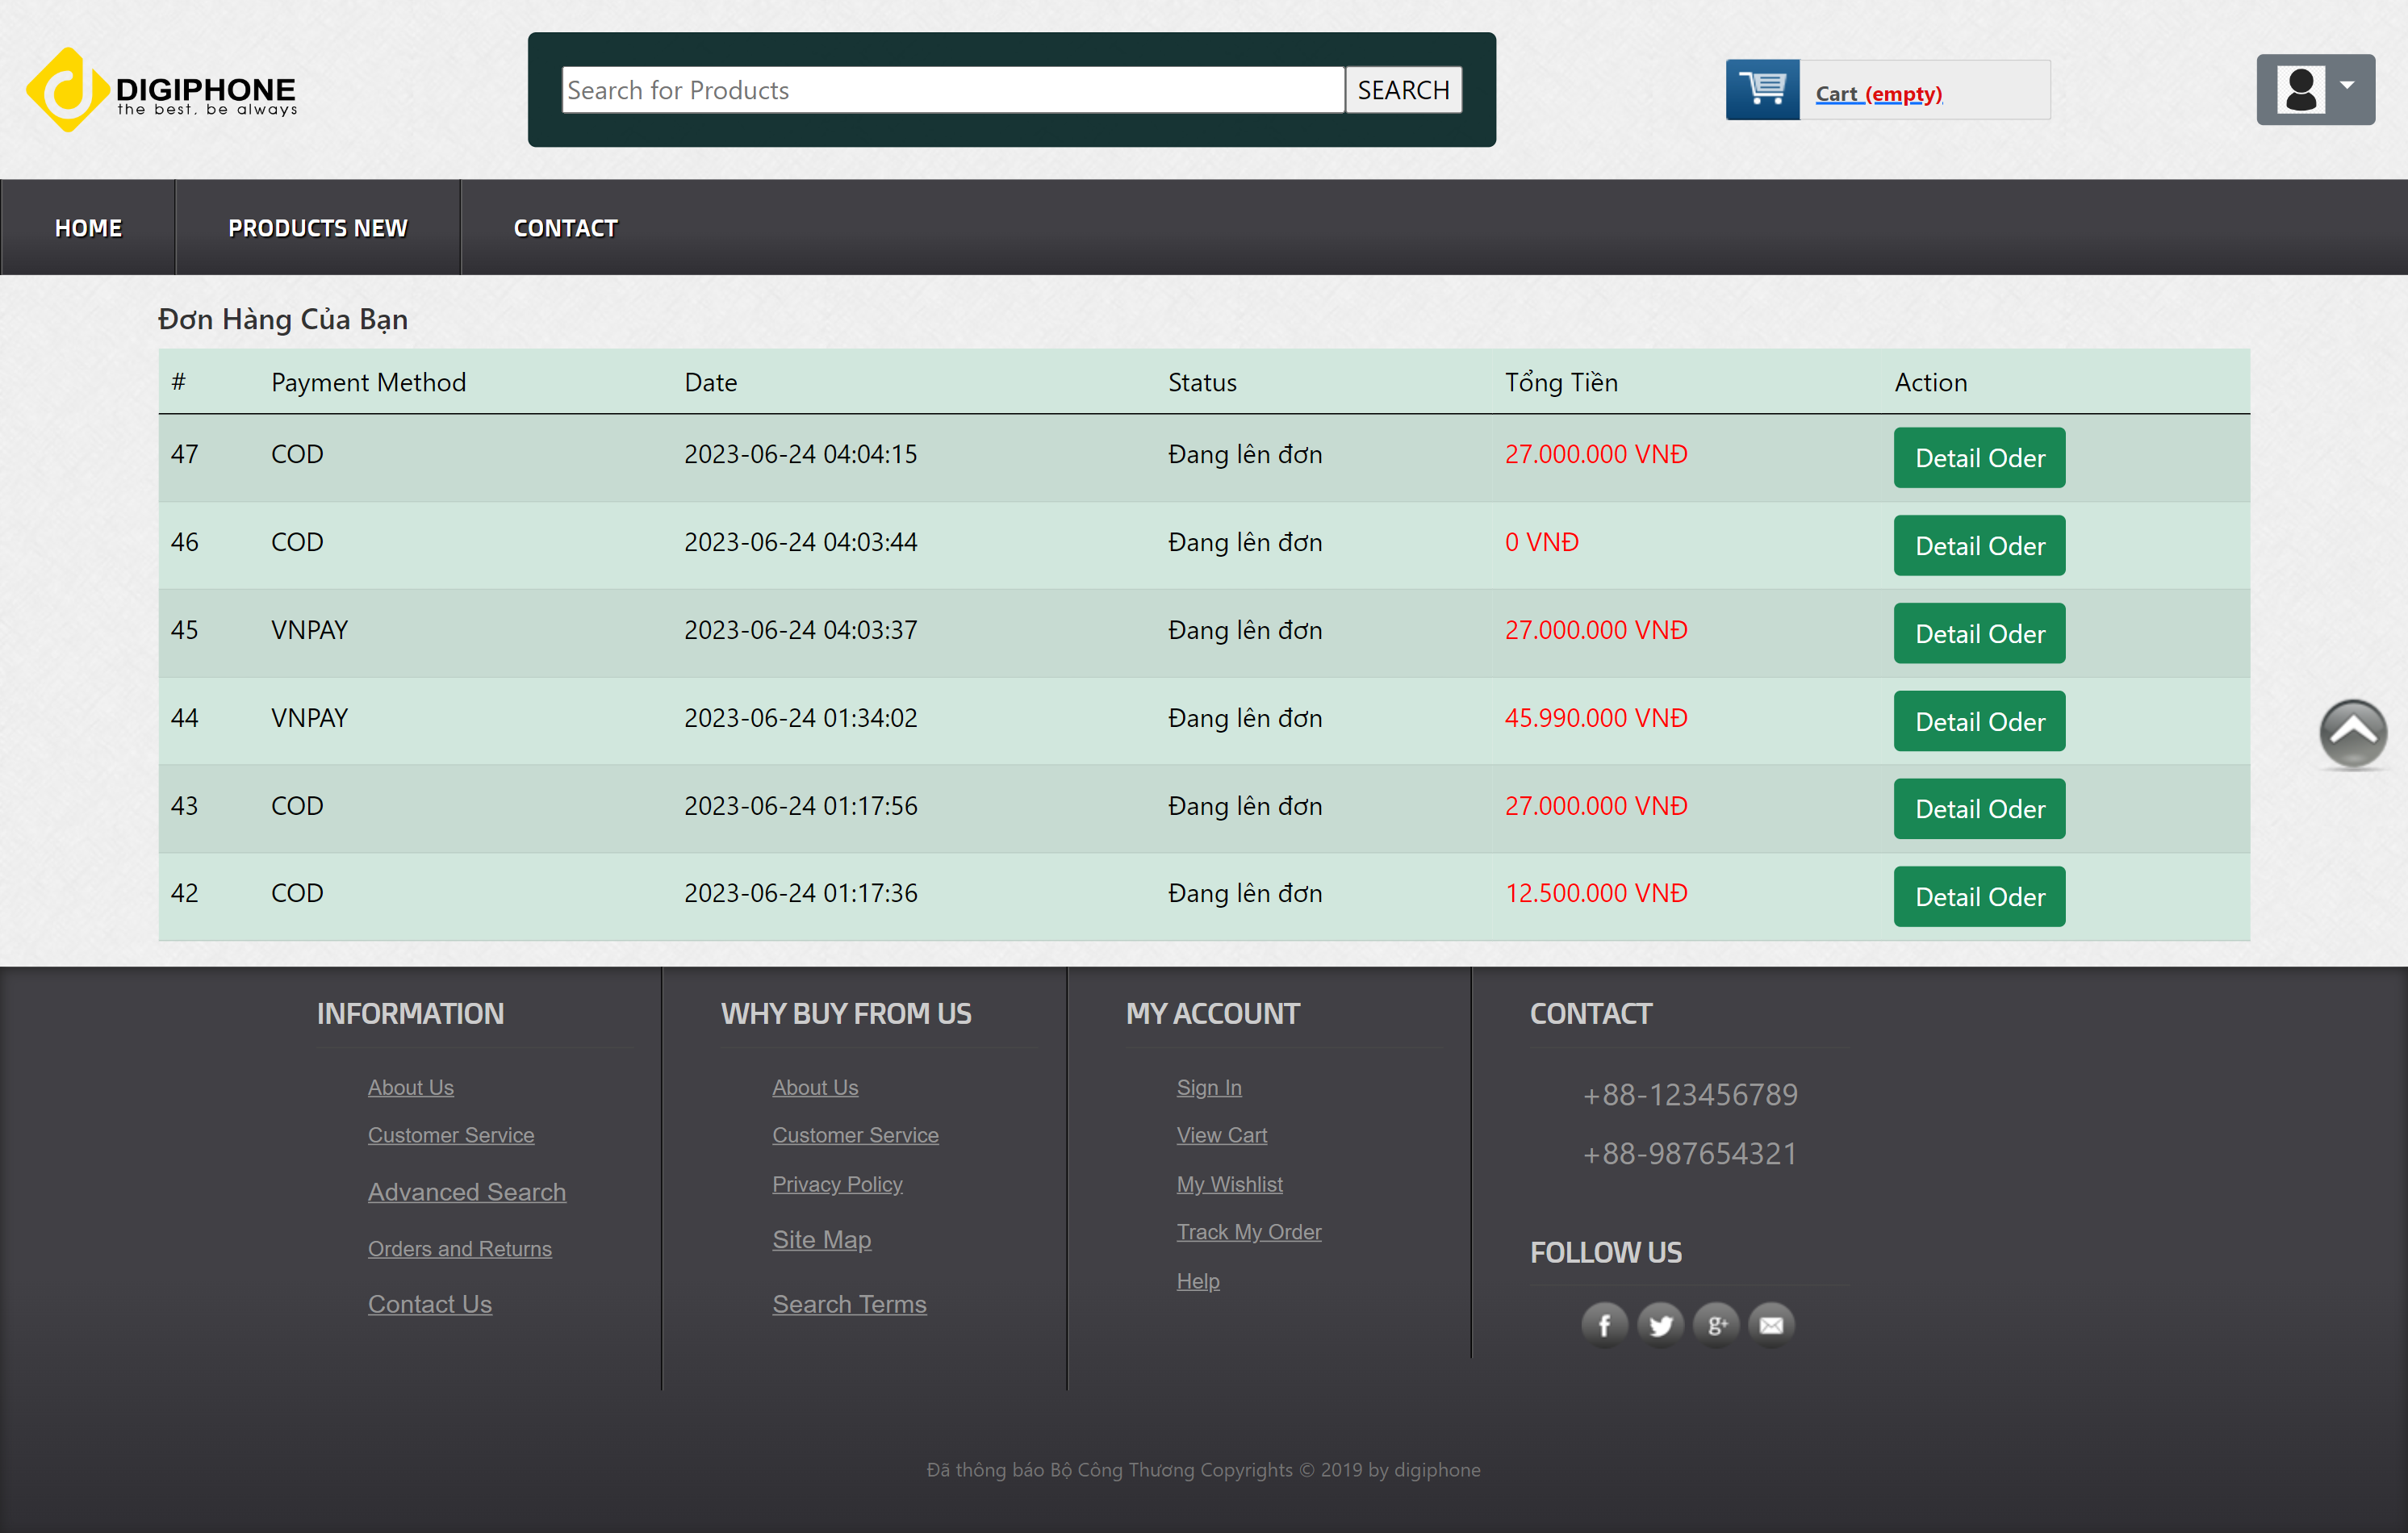 DIGIPHONE
the best, be always
Search for Products SEARCH
Cart (empty)
HOME PRODUCTS NEW CONTACT
Đơn Hàng Của Bạn
# Payment Method Date Status Tổng Tiền Action
47 COD 2023-06-24 04:04:15 Đang lên đơn 27.000.000 VNĐ Detail Oder
46 COD 2023-06-24 04:03:44 Đang lên đơn 0 VNĐ Detail Oder
45 VNPAY 2023-06-24 04:03:37 Đang lên đơn 27.000.000 VNĐ Detail Oder
44 VNPAY 2023-06-24 01:34:02 Đang lên đơn 45.990.000 VNĐ Detail Oder
43 COD 2023-06-24 01:17:56 Đang lên đơn 27.000.000 VNĐ Detail Oder
42 COD 2023-06-24 01:17:36 Đang lên đơn 12.500.000 VNĐ Detail Oder
INFORMATION
About Us
Customer Service
Advanced Search
Orders and Returns
Contact Us
WHY BUY FROM US
About Us
Customer Service
Privacy Policy
Site Map
Search Terms
MY ACCOUNT
Sign In
View Cart
My Wishlist
Track My Order
Help
CONTACT
+88-123456789
+88-987654321
FOLLOW US
Đã thông báo Bộ Công Thương Copyrights © 2019 by digiphone